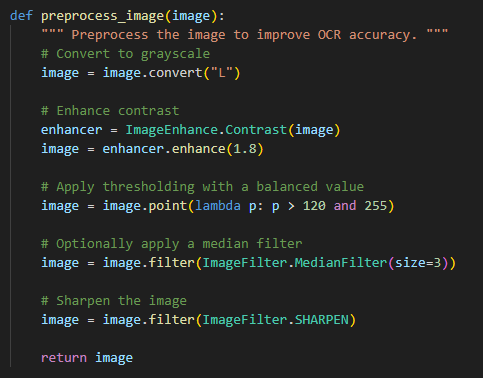 def preprocess_image(image):
    """ Preprocess the image to improve OCR accuracy. """
    # Convert to grayscale
    image = image.convert("L")

    # Enhance contrast
    enhancer = ImageEnhance.Contrast(image)
    image = enhancer.enhance(1.8)

    # Apply thresholding with a balanced value
    image = image.point(lambda p: p > 120 and 255)

    # Optionally apply a median filter
    image = image.filter(ImageFilter.MedianFilter(size=3))

    # Sharpen the image
    image = image.filter(ImageFilter.SHARPEN)

    return image